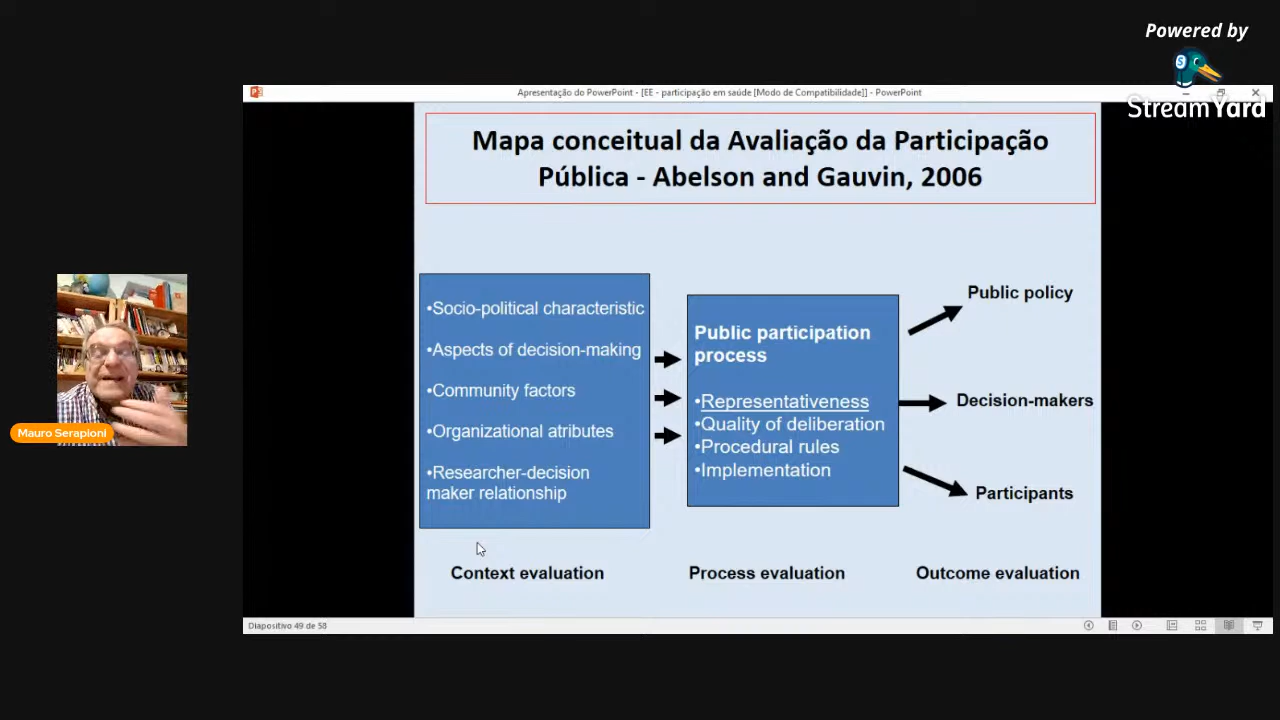 Powered by
StreamYard
Apresentação do PowerPoint - [EE - participação em saúde [Modo de Compatibilidade]] - PowerPoint
Mapa conceitual da Avaliação da Participação
Pública - Abelson and Gauvin, 2006
•Socio-political characteristic
•Aspects of decision-making
•Community factors
•Organizational atributes
•Researcher-decision
maker relationship
Context evaluation
Public participation
process
•Representativeness
•Quality of deliberation
•Procedural rules
•Implementation
Process evaluation
Public policy
Decision-makers
Participants
Outcome evaluation
Mauro Serapioni
Diapositivo 49 de 58